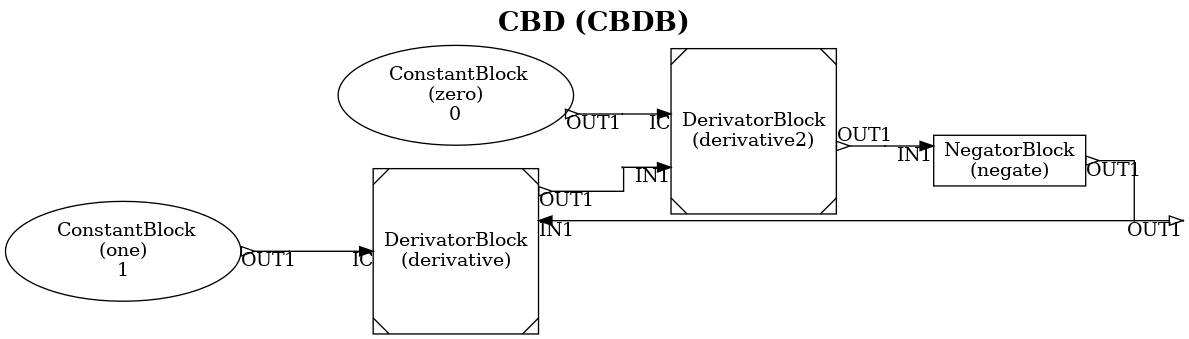 CBD (CBDB)
ConstantBlock
(zero)
0
OUT1
IC
DerivatorBlock
(derivative2)
IN1
OUT1
IN1
NegatorBlock
(negate)
OUT1
OUT1
ConstantBlock
(one)
1
OUT1
IC
DerivatorBlock
(derivative)
OUT1
IN1